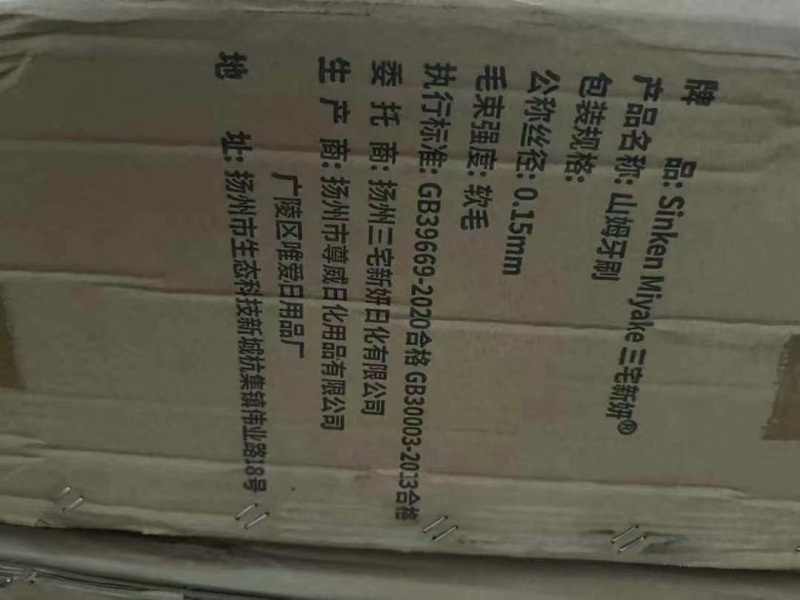 牌 品: Sinken Miyake 三宅新妍®
产品名称: 山姆牙刷
包装规格:
公称丝径: 0.15mm
毛束强度: 软毛
执行标准: GB39669-2020合格 GB30003-2013合格
委 托 商: 扬州三宅新妍日化有限公司
生 产 商: 扬州市尊威日化用品有限公司
广陵区唯爱日用品厂
地 址: 扬州市生态科技新城杭集镇伟业路18号